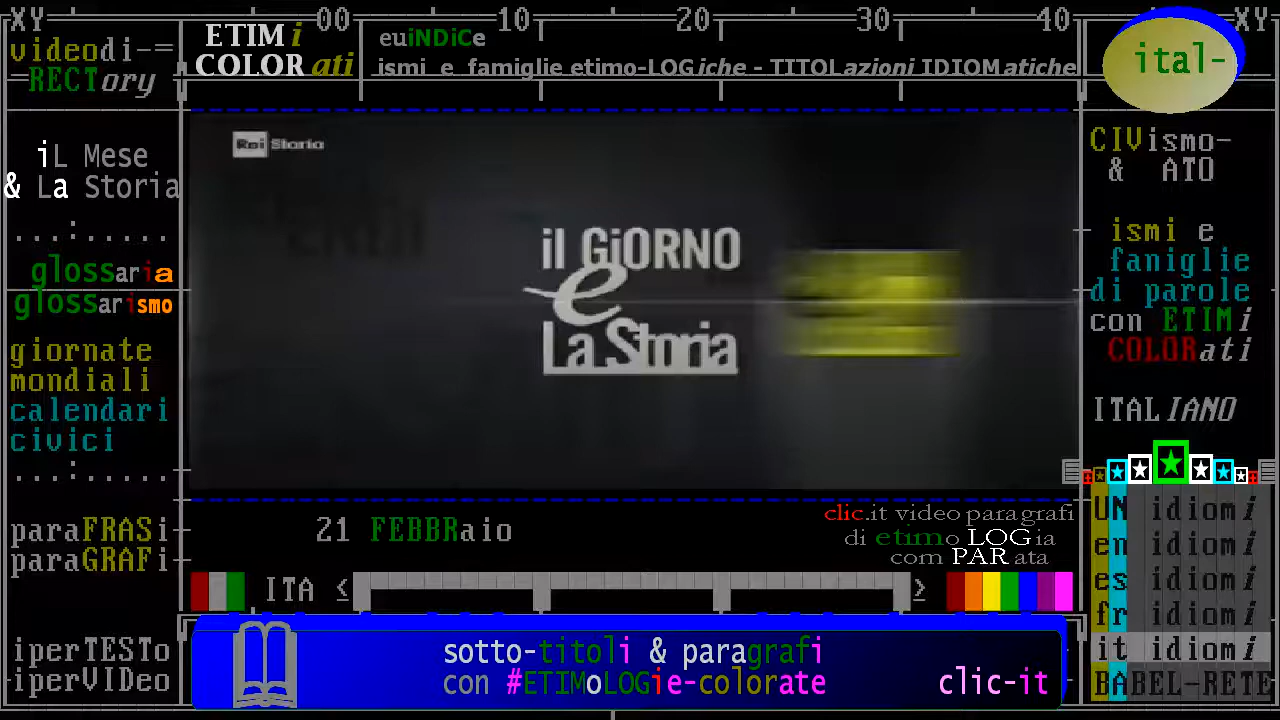 XY 00 10 20 30 40 XY
videodi-=
=RECTory
ETIMi
COLORati
euiNDiCe
ismi e famiglie etimo-LOGiche - TITOLazioni IDIOMatiche
ital-
iL Mese
& La Storia
...:.....
glossaria
glossarismo
giornate
mondiali
calendari
civici
...:.....
paraFRASi
paraGRAFi
iperTESTo
iperVIDeo
Rai Storia
il GiORNO
e
La Storia
21 FEBBRaio
clic.it video paragrafi
di etimo LOGia
com PARata
ITA <
>
sotto-titoli & paragrafi
con #ETIMoLOGie-colorate
clic-it
CIVismo-
& ATO
ismi e
faniglie
di parole
con ETIMi
COLORati
ITALIANO
UN idiomi
en idiomi
es idiomi
fr idiomi
it idiomi
BABEL-RETE